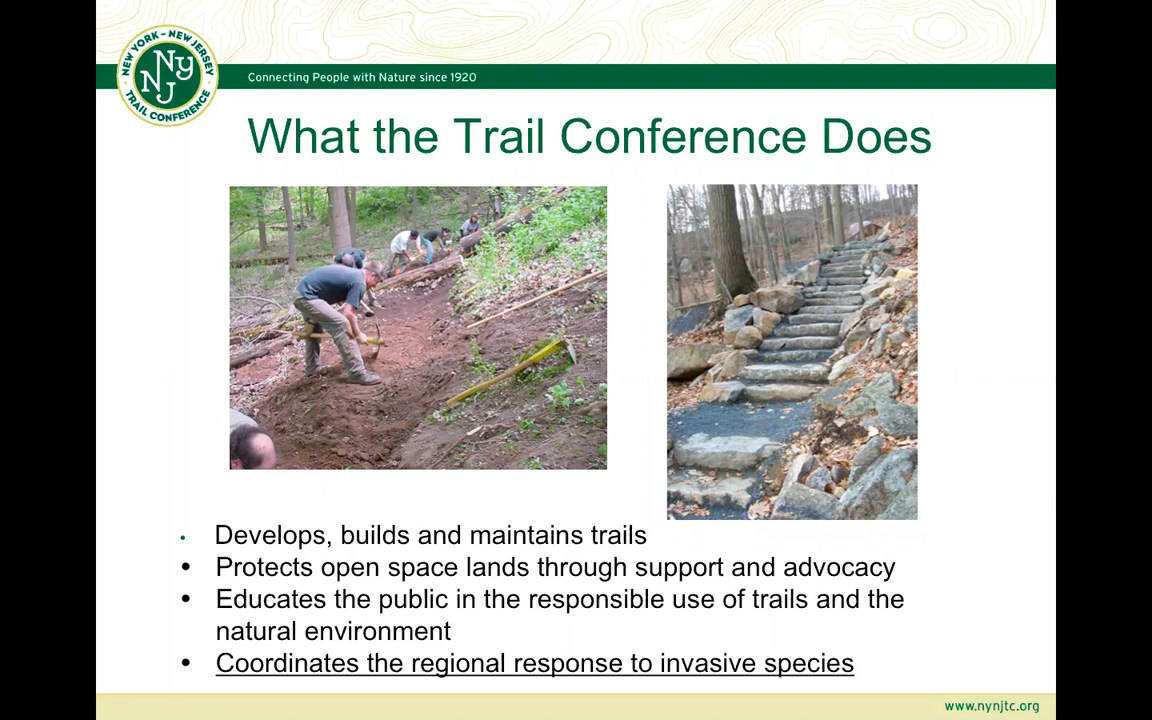 NEW YORK - NEW JERSEY
NY
NJ
TRAIL CONFERENCE
Connecting People with Nature since 1920
What the Trail Conference Does
• Develops, builds and maintains trails
• Protects open space lands through support and advocacy
• Educates the public in the responsible use of trails and the
natural environment
• Coordinates the regional response to invasive species
www.nynjtc.org